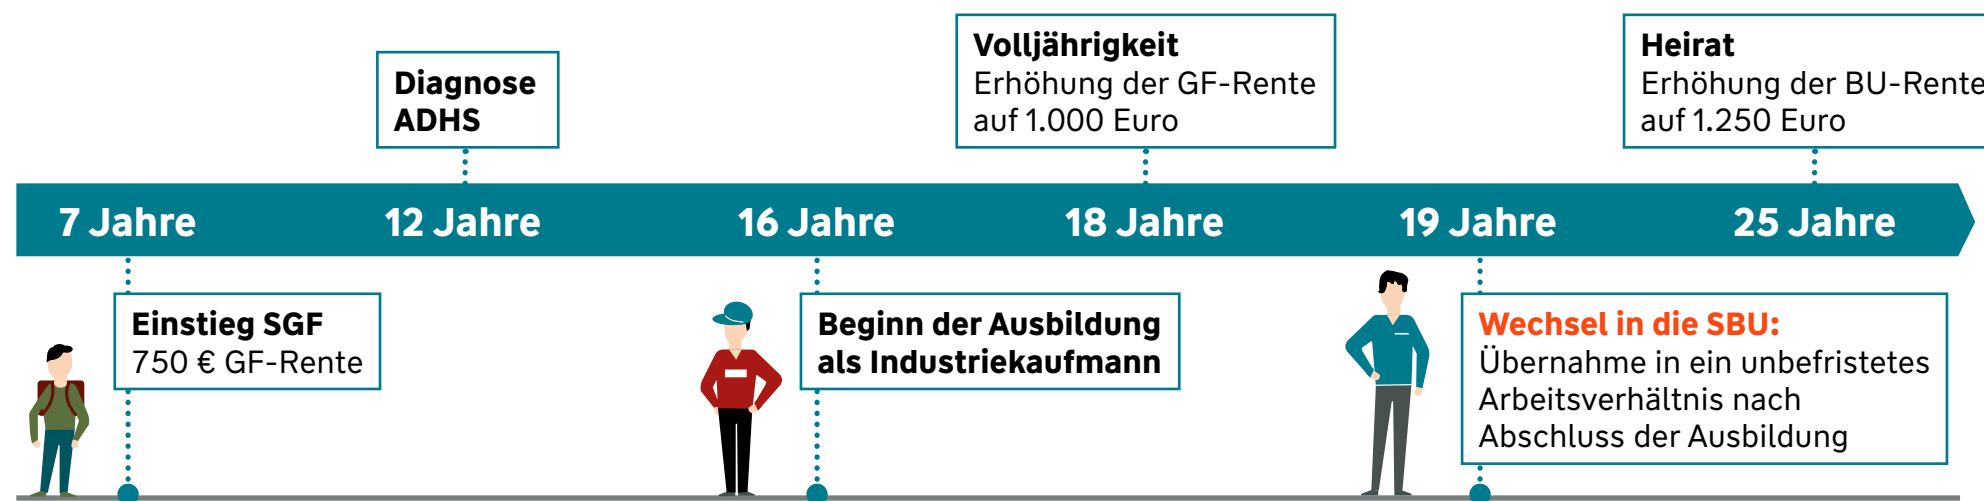 Diagnose
ADHS
Volljährigkeit
Erhöhung der GF-Rente
auf 1.000 Euro
Heirat
Erhöhung der BU-Rente
auf 1.250 Euro
7 Jahre
12 Jahre
16 Jahre
18 Jahre
19 Jahre
25 Jahre
Einstieg SGF
750 € GF-Rente
Beginn der Ausbildung
als Industriekaufmann
Wechsel in die SBU:
Übernahme in ein unbefristetes
Arbeitsverhältnis nach
Abschluss der Ausbildung